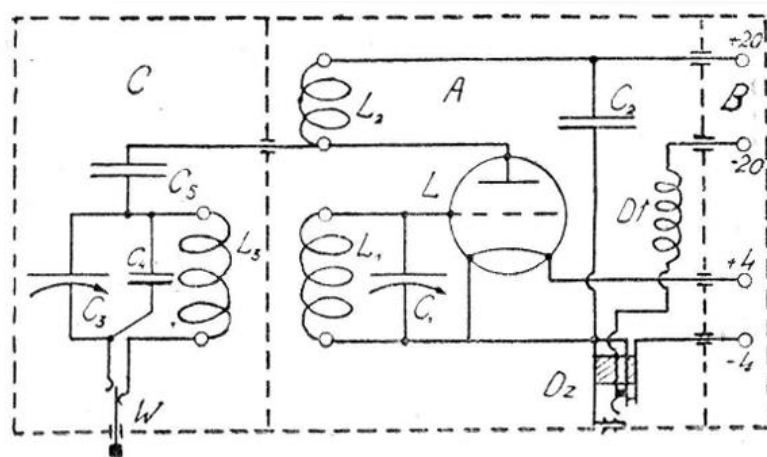 C
A
B
+20
-20
+4
-4
L₂
C₂
C₅
L
Dł
C₄
L₃
L₁
C₃
C₁
Dz
W